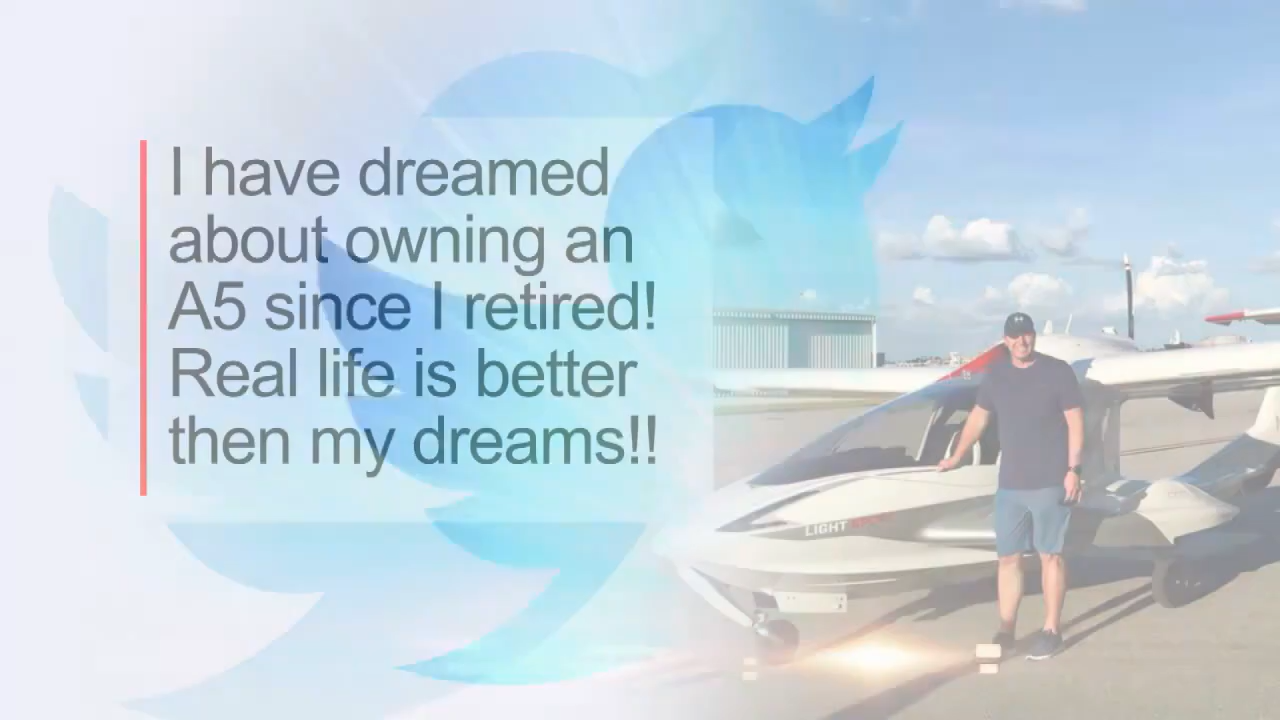 I have dreamed
about owning an
A5 since I retired!
Real life is better
then my dreams!!
LIGHT